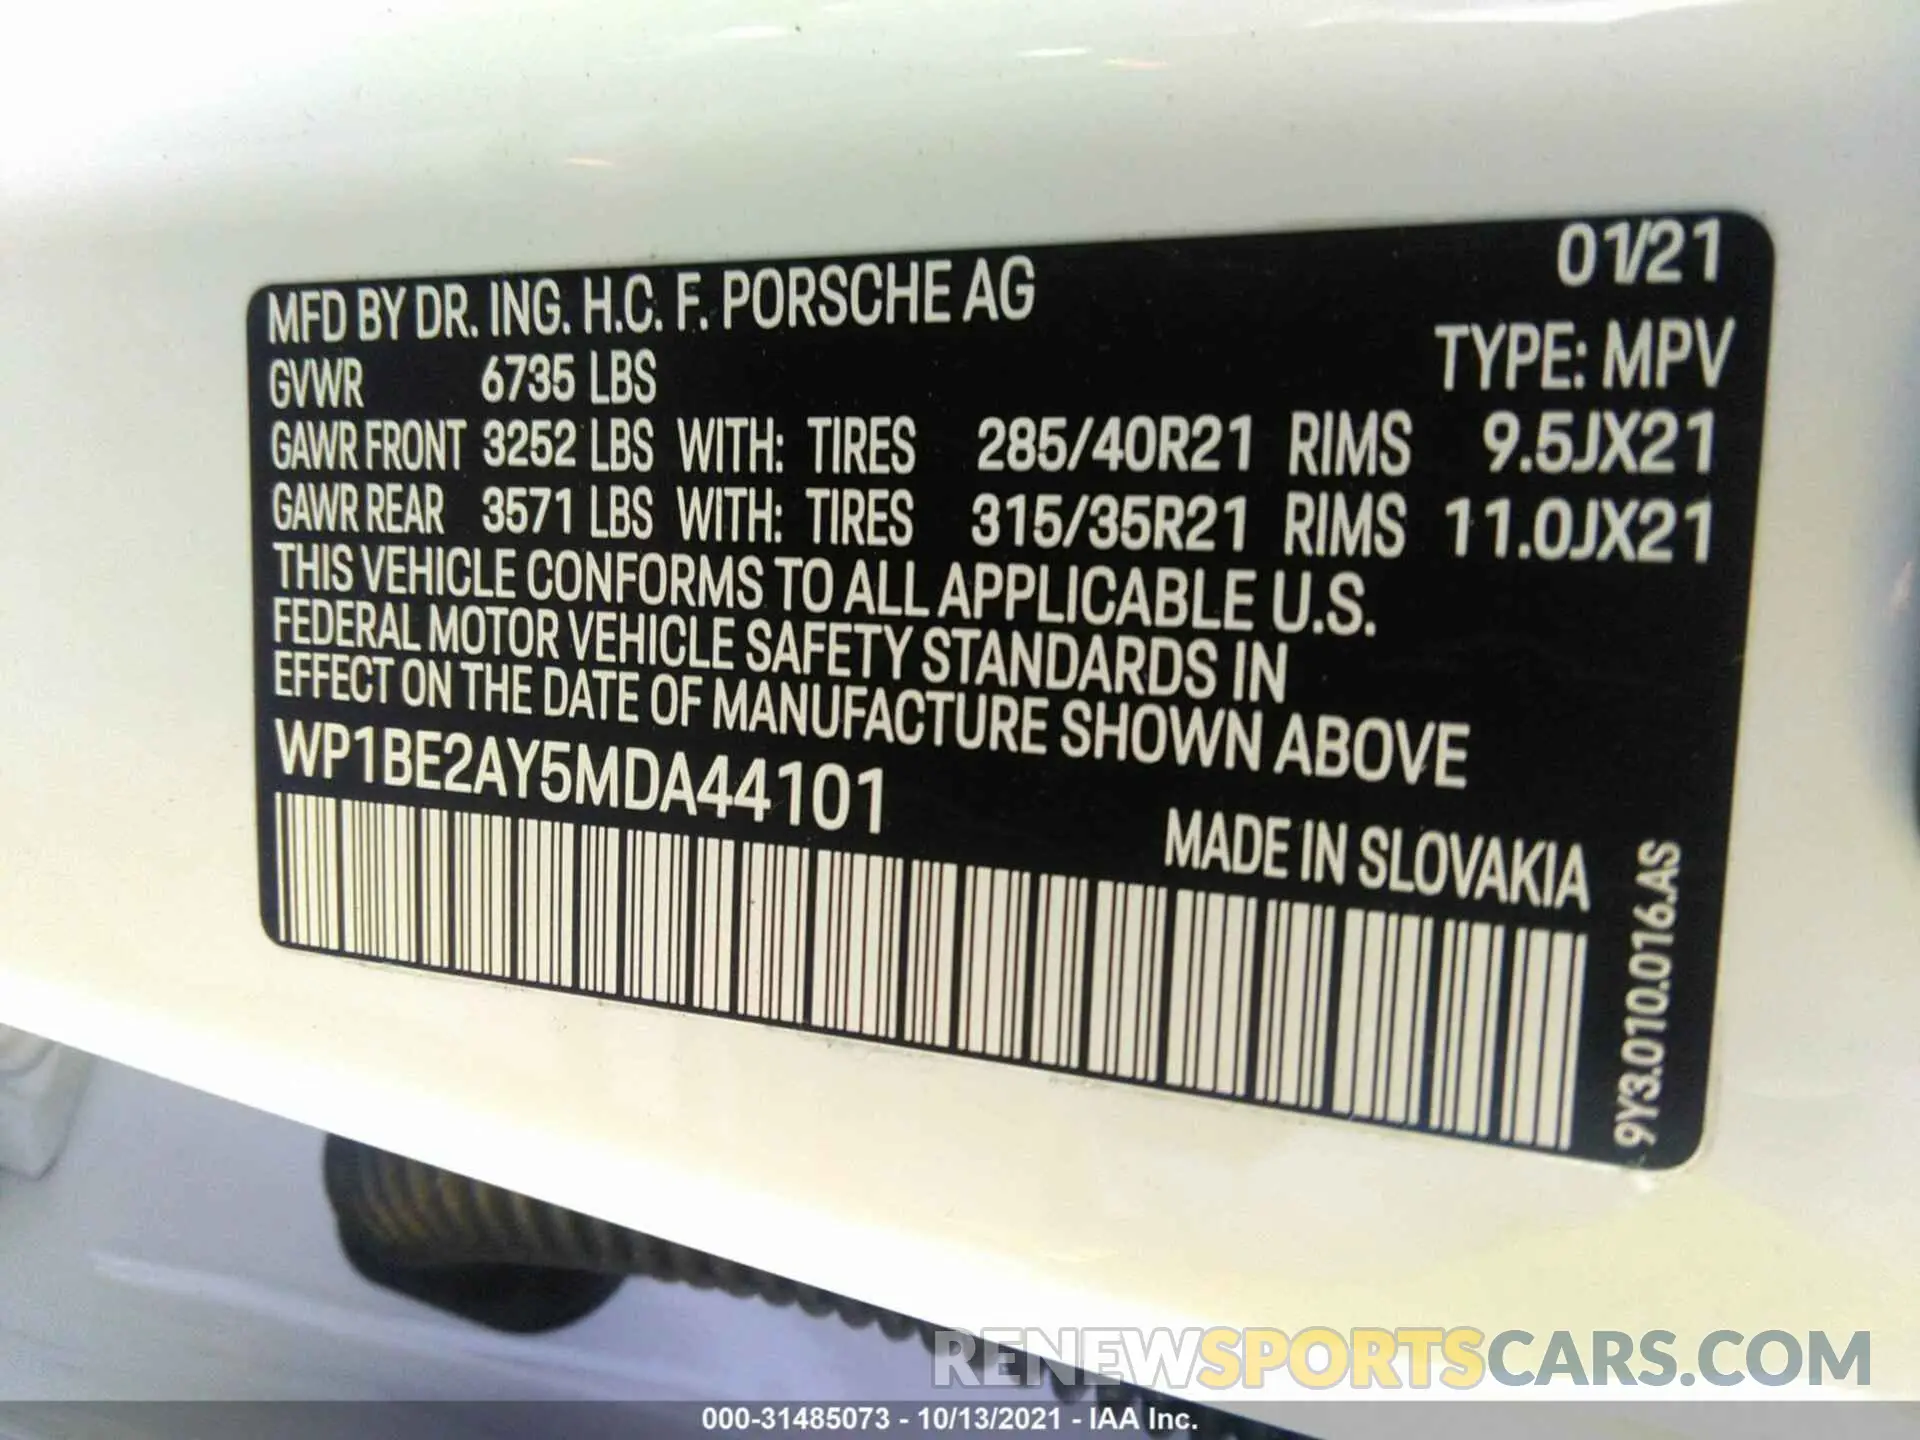 01/21
MFD BY DR. ING. H.C. F. PORSCHE AG
TYPE: MPV
GVWR 6735 LBS
GAWR FRONT 3252 LBS WITH: TIRES 285/40R21 RIMS 9.5JX21
GAWR REAR 3571 LBS WITH: TIRES 315/35R21 RIMS 11.0JX21
THIS VEHICLE CONFORMS TO ALL APPLICABLE U.S.
FEDERAL MOTOR VEHICLE SAFETY STANDARDS IN
EFFECT ON THE DATE OF MANUFACTURE SHOWN ABOVE
WP1BE2AY5MDA44101
MADE IN SLOVAKIA
9Y3.010.016.AS
RENEWSPORTSCARS.COM
000-31485073 - 10/13/2021 - IAA Inc.